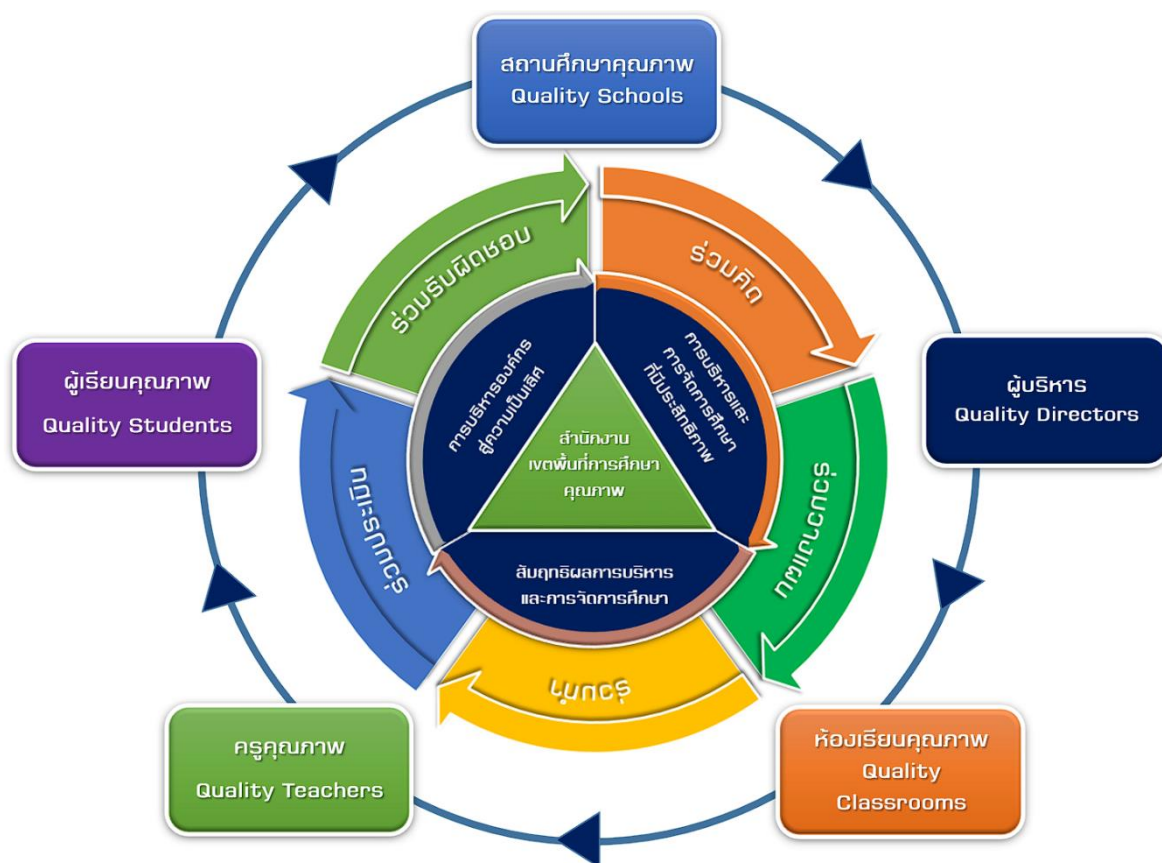 สถานศึกษาคุณภาพ
Quality Schools
ร่วมรับผิดชอบ
ร่วมคิด
ผู้เรียนคุณภาพ
Quality Students
การบริหารองค์กร
สู่ความเป็นเลิศ
การบริหารและ
การจัดการศึกษา
ที่มีประสิทธิภาพ
ผู้บริหาร
Quality Directors
สำนักงาน
เขตพื้นที่การศึกษา
คุณภาพ
ร่วมประเมิน
ร่วมวางแผน
สัมฤทธิผลการบริหาร
และการจัดการศึกษา
ร่วมทำ
ครูคุณภาพ
Quality Teachers
ห้องเรียนคุณภาพ
Quality
Classrooms